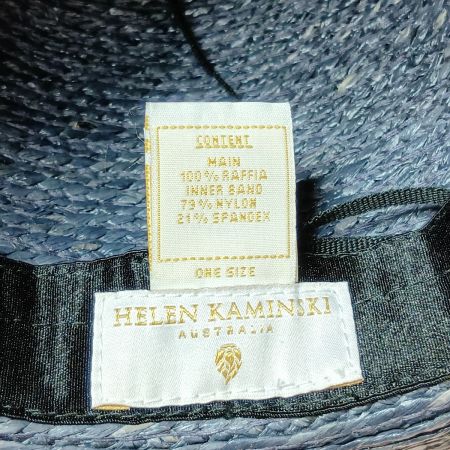 CONTENT
MAIN
100% RAFFIA
INNER BAND
79% NYLON
21% SPANDEX
ONE SIZE
HELEN KAMINSKI
AUSTRALIA